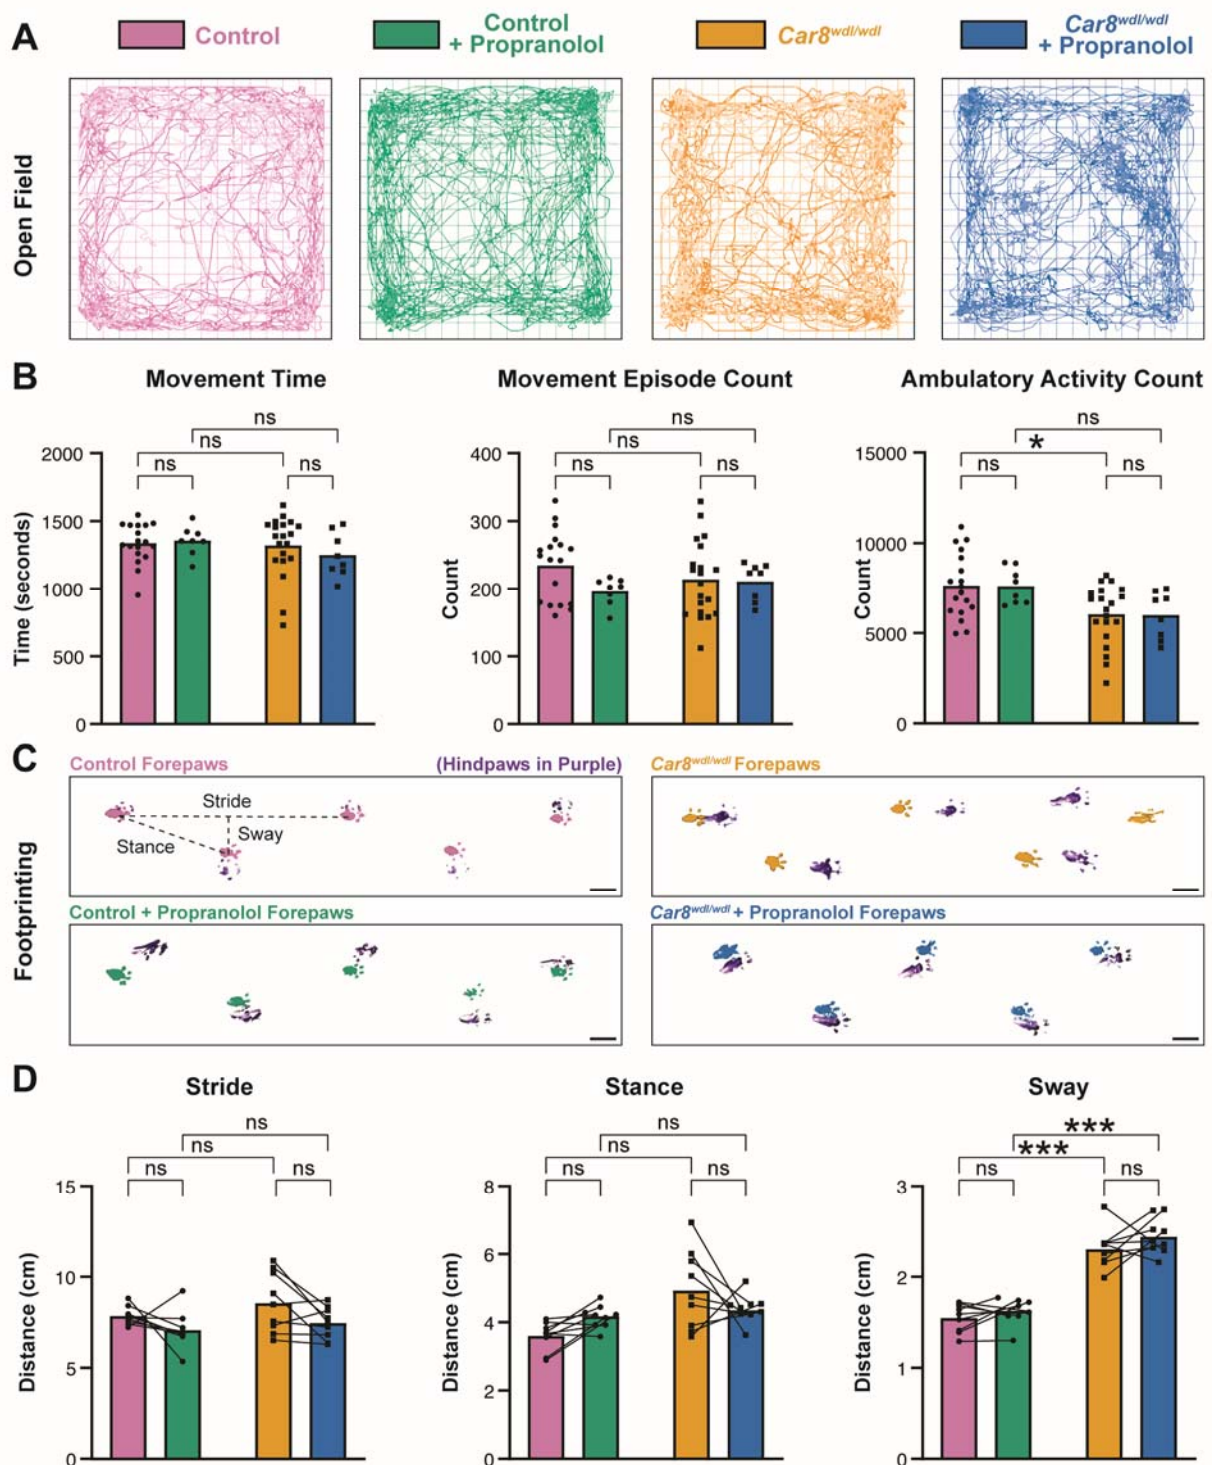 A
Control
Control
+ Propranolol
Car8wdl/wdl
Car8wdl/wdl
+ Propranolol
Open Field
B
Movement Time
Movement Episode Count
Ambulatory Activity Count
ns
ns
ns
ns
2000
1500
1000
500
0
Time (seconds)
ns
ns
ns
ns
400
300
200
100
0
Count
ns
*
ns
ns
15000
10000
5000
0
Count
C
Footprinting
Control Forepaws
(Hindpaws in Purple)
Stride
Sway
Stance
Car8wdl/wdl Forepaws
Control + Propranolol Forepaws
Car8wdl/wdl + Propranolol Forepaws
D
Stride
Stance
Sway
ns
ns
ns
ns
15
10
5
0
Distance (cm)
ns
ns
ns
ns
8
6
4
2
0
Distance (cm)
***
***
ns
ns
3
2
1
0
Distance (cm)